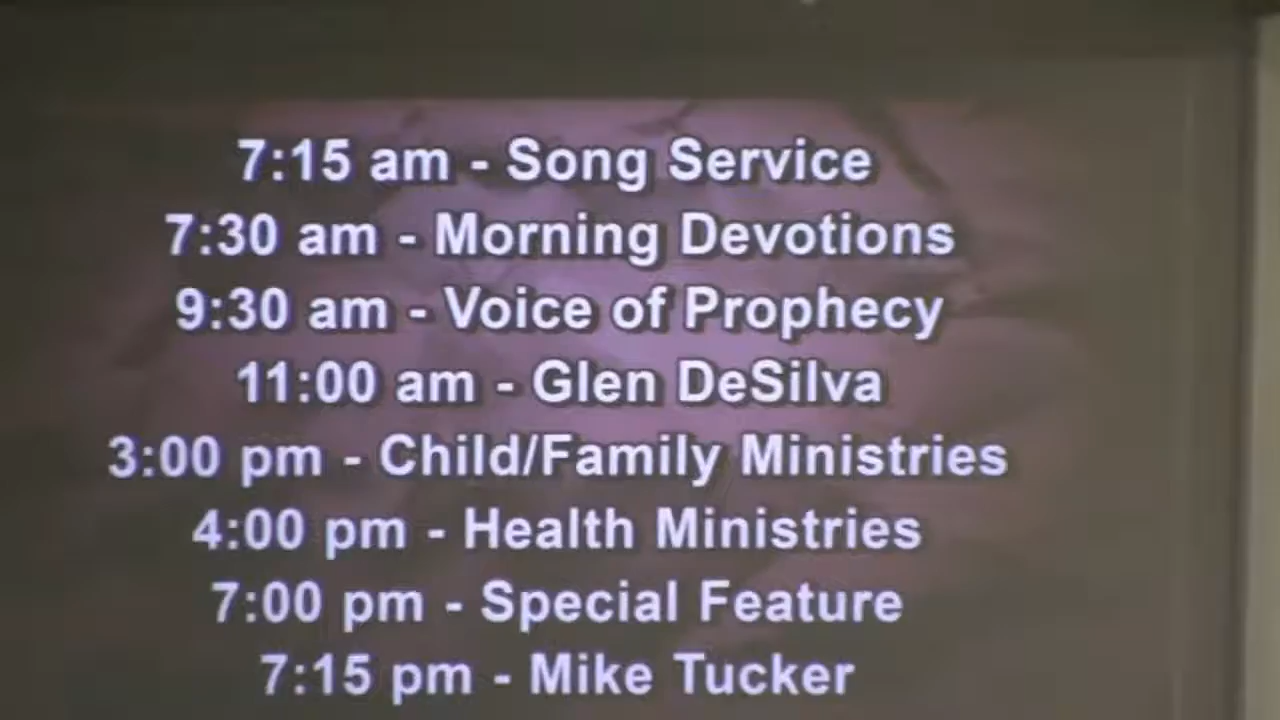 7:15 am - Song Service
7:30 am - Morning Devotions
9:30 am - Voice of Prophecy
11:00 am - Glen DeSilva
3:00 pm - Child/Family Ministries
4:00 pm - Health Ministries
7:00 pm - Special Feature
7:15 pm - Mike Tucker